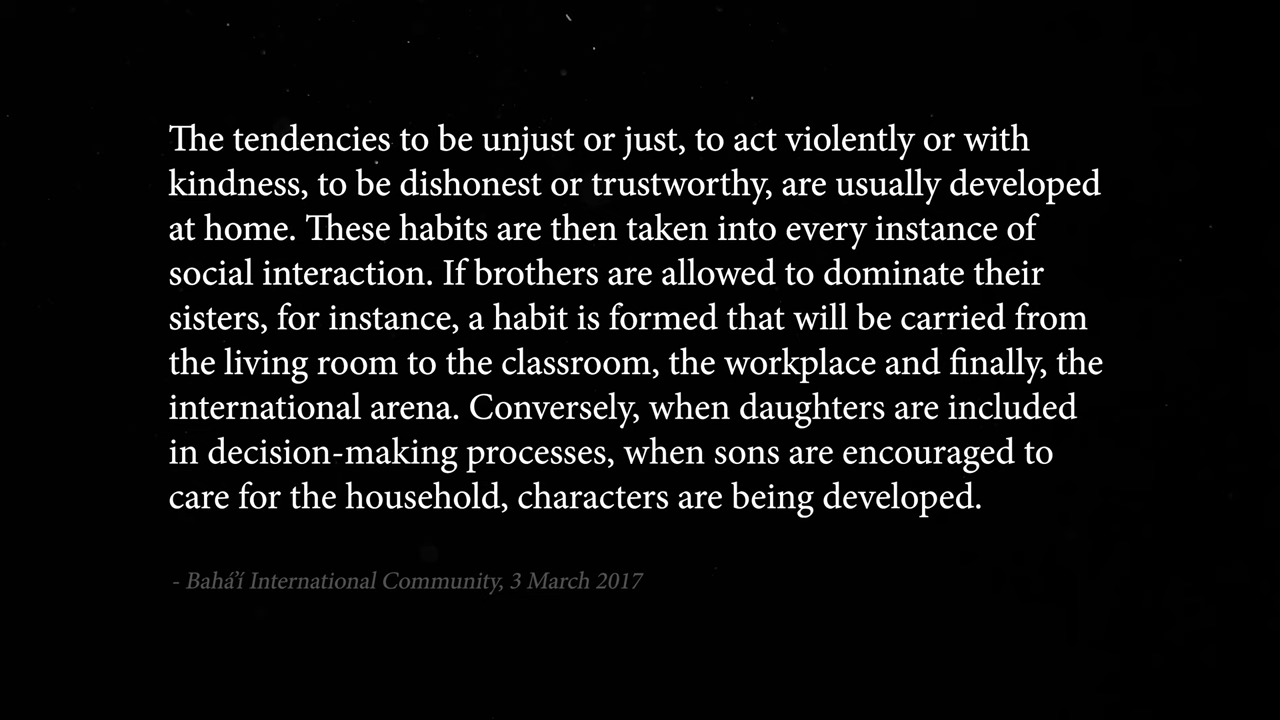 The tendencies to be unjust or just, to act violently or with
kindness, to be dishonest or trustworthy, are usually developed
at home. These habits are then taken into every instance of
social interaction. If brothers are allowed to dominate their
sisters, for instance, a habit is formed that will be carried from
the living room to the classroom, the workplace and finally, the
international arena. Conversely, when daughters are included
in decision-making processes, when sons are encouraged to
care for the household, characters are being developed.
- Bahá’í International Community, 3 March 2017